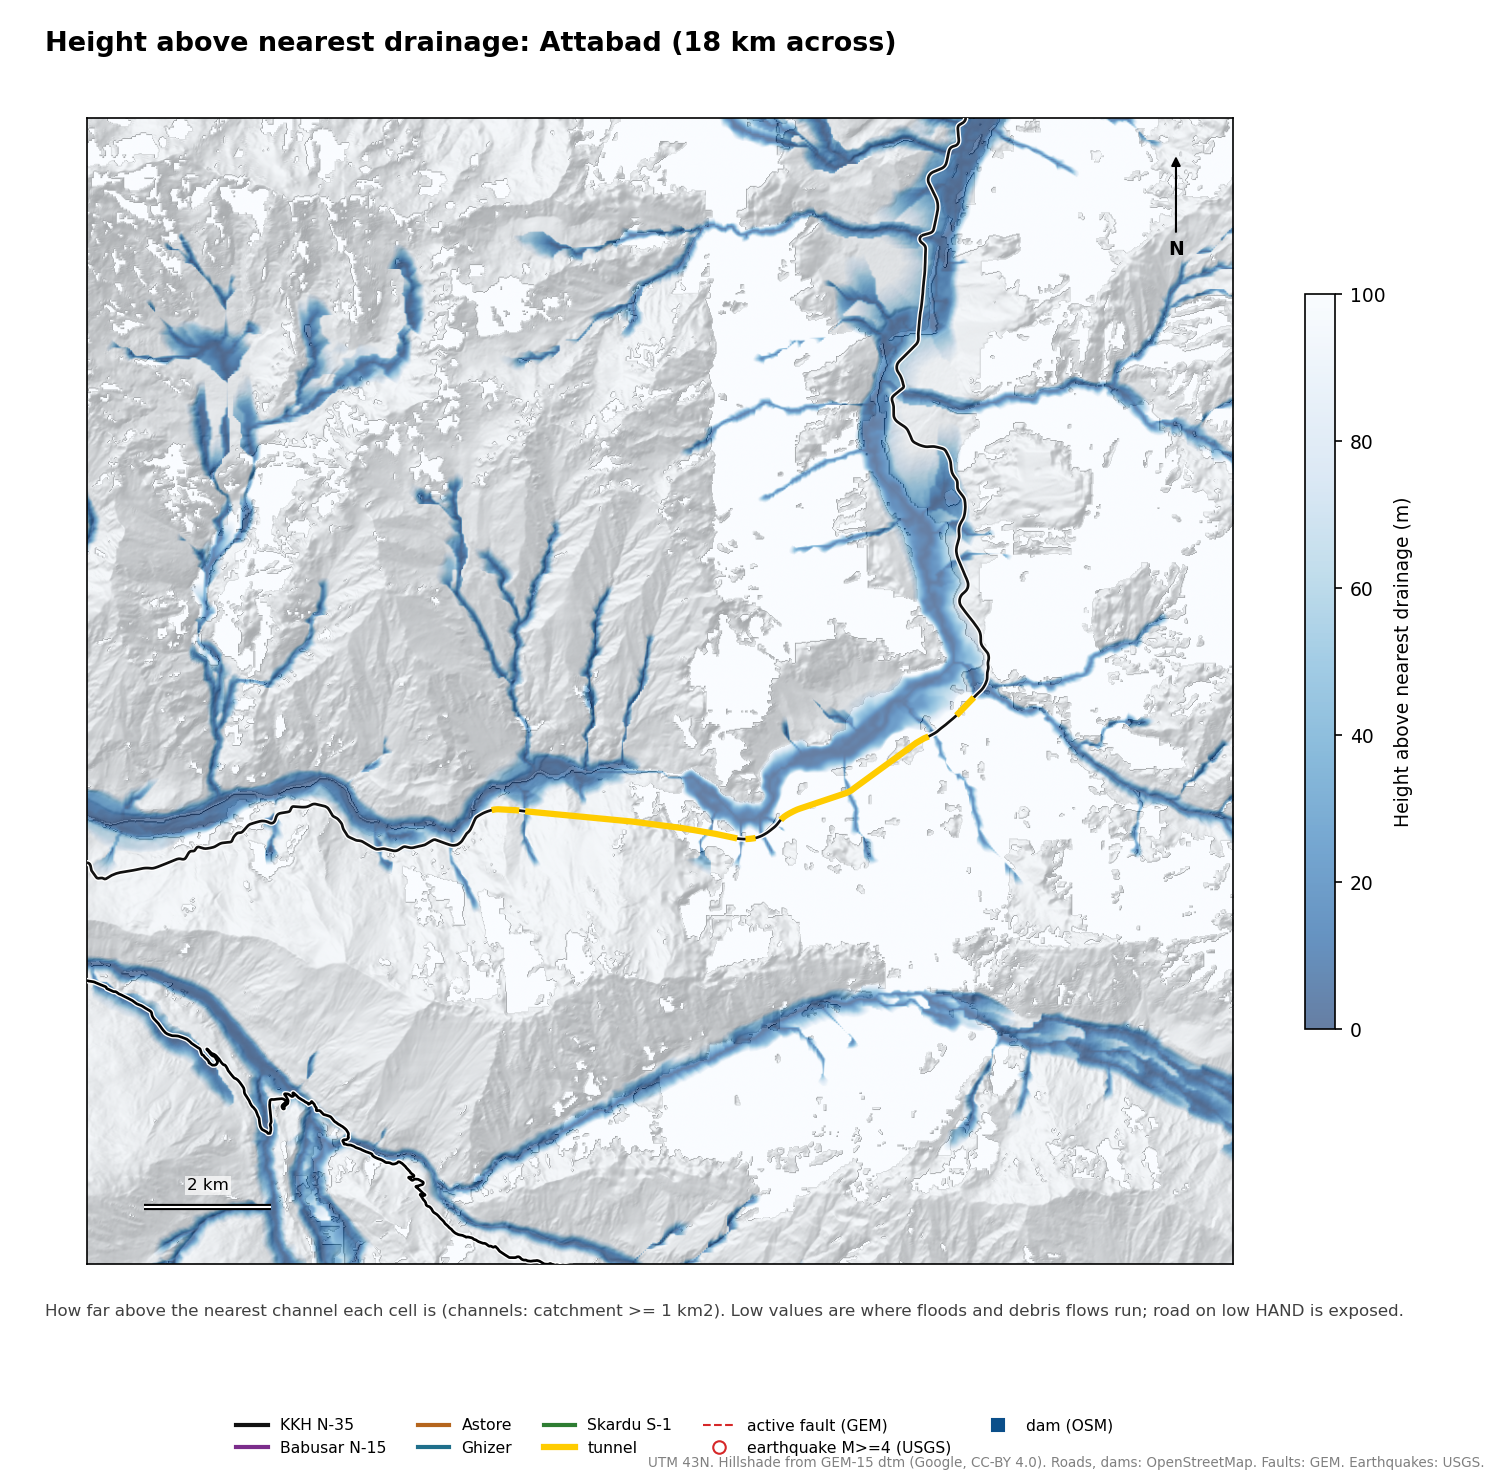 Height above nearest drainage: Attabad (18 km across)
N
100
80
60
40
20
0
Height above nearest drainage (m)
2 km
How far above the nearest channel each cell is (channels: catchment >= 1 km2). Low values are where floods and debris flows run; road on low HAND is exposed.
KKH N-35
Astore
Skardu S-1
active fault (GEM)
dam (OSM)
Babusar N-15
Ghizer
tunnel
earthquake M>=4 (USGS)
UTM 43N. Hillshade from GEM-15 dtm (Google, CC-BY 4.0). Roads, dams: OpenStreetMap. Faults: GEM. Earthquakes: USGS.